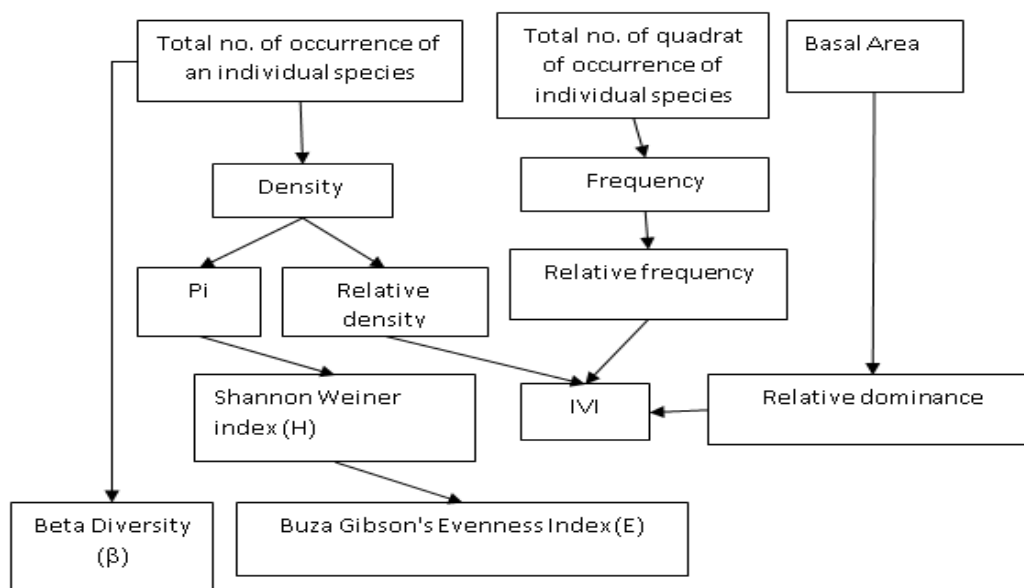 Total no. of occurrence of
an individual species
Total no. of quadrat
of occurrence of
individual species
Basal Area
Density
Frequency
Pi
Relative
density
Relative frequency
Shannon Weiner
index (H)
IVI
Relative dominance
Beta Diversity
(β)
Buza Gibson's Evenness Index (E)